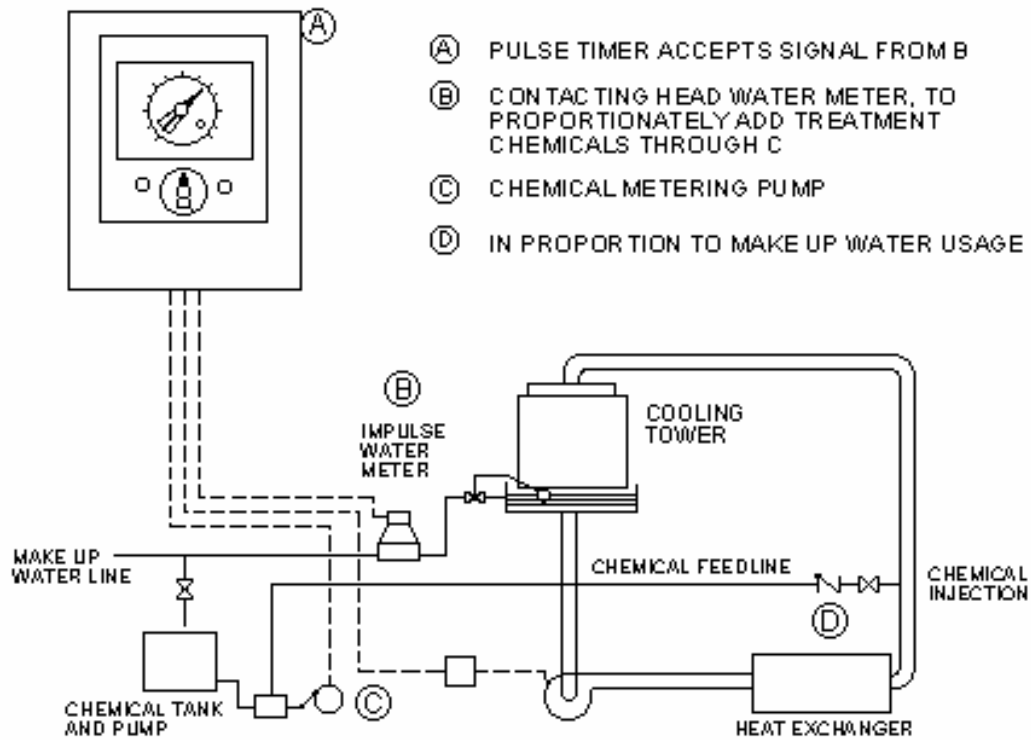 A
A PULSE TIMER ACCEPTS SIGNAL FROM B
B CONTACTING HEAD WATER METER, TO
PROPORTIONATELY ADD TREATMENT
CHEMICALS THROUGH C
C CHEMICAL METERING PUMP
D IN PROPORTION TO MAKE UP WATER USAGE
B
IMPULSE
WATER
METER
COOLING
TOWER
MAKE UP
WATER LINE
CHEMICAL FEEDLINE
CHEMICAL
INJECTION
D
C
CHEMICAL TANK
AND PUMP
HEAT EXCHANGER